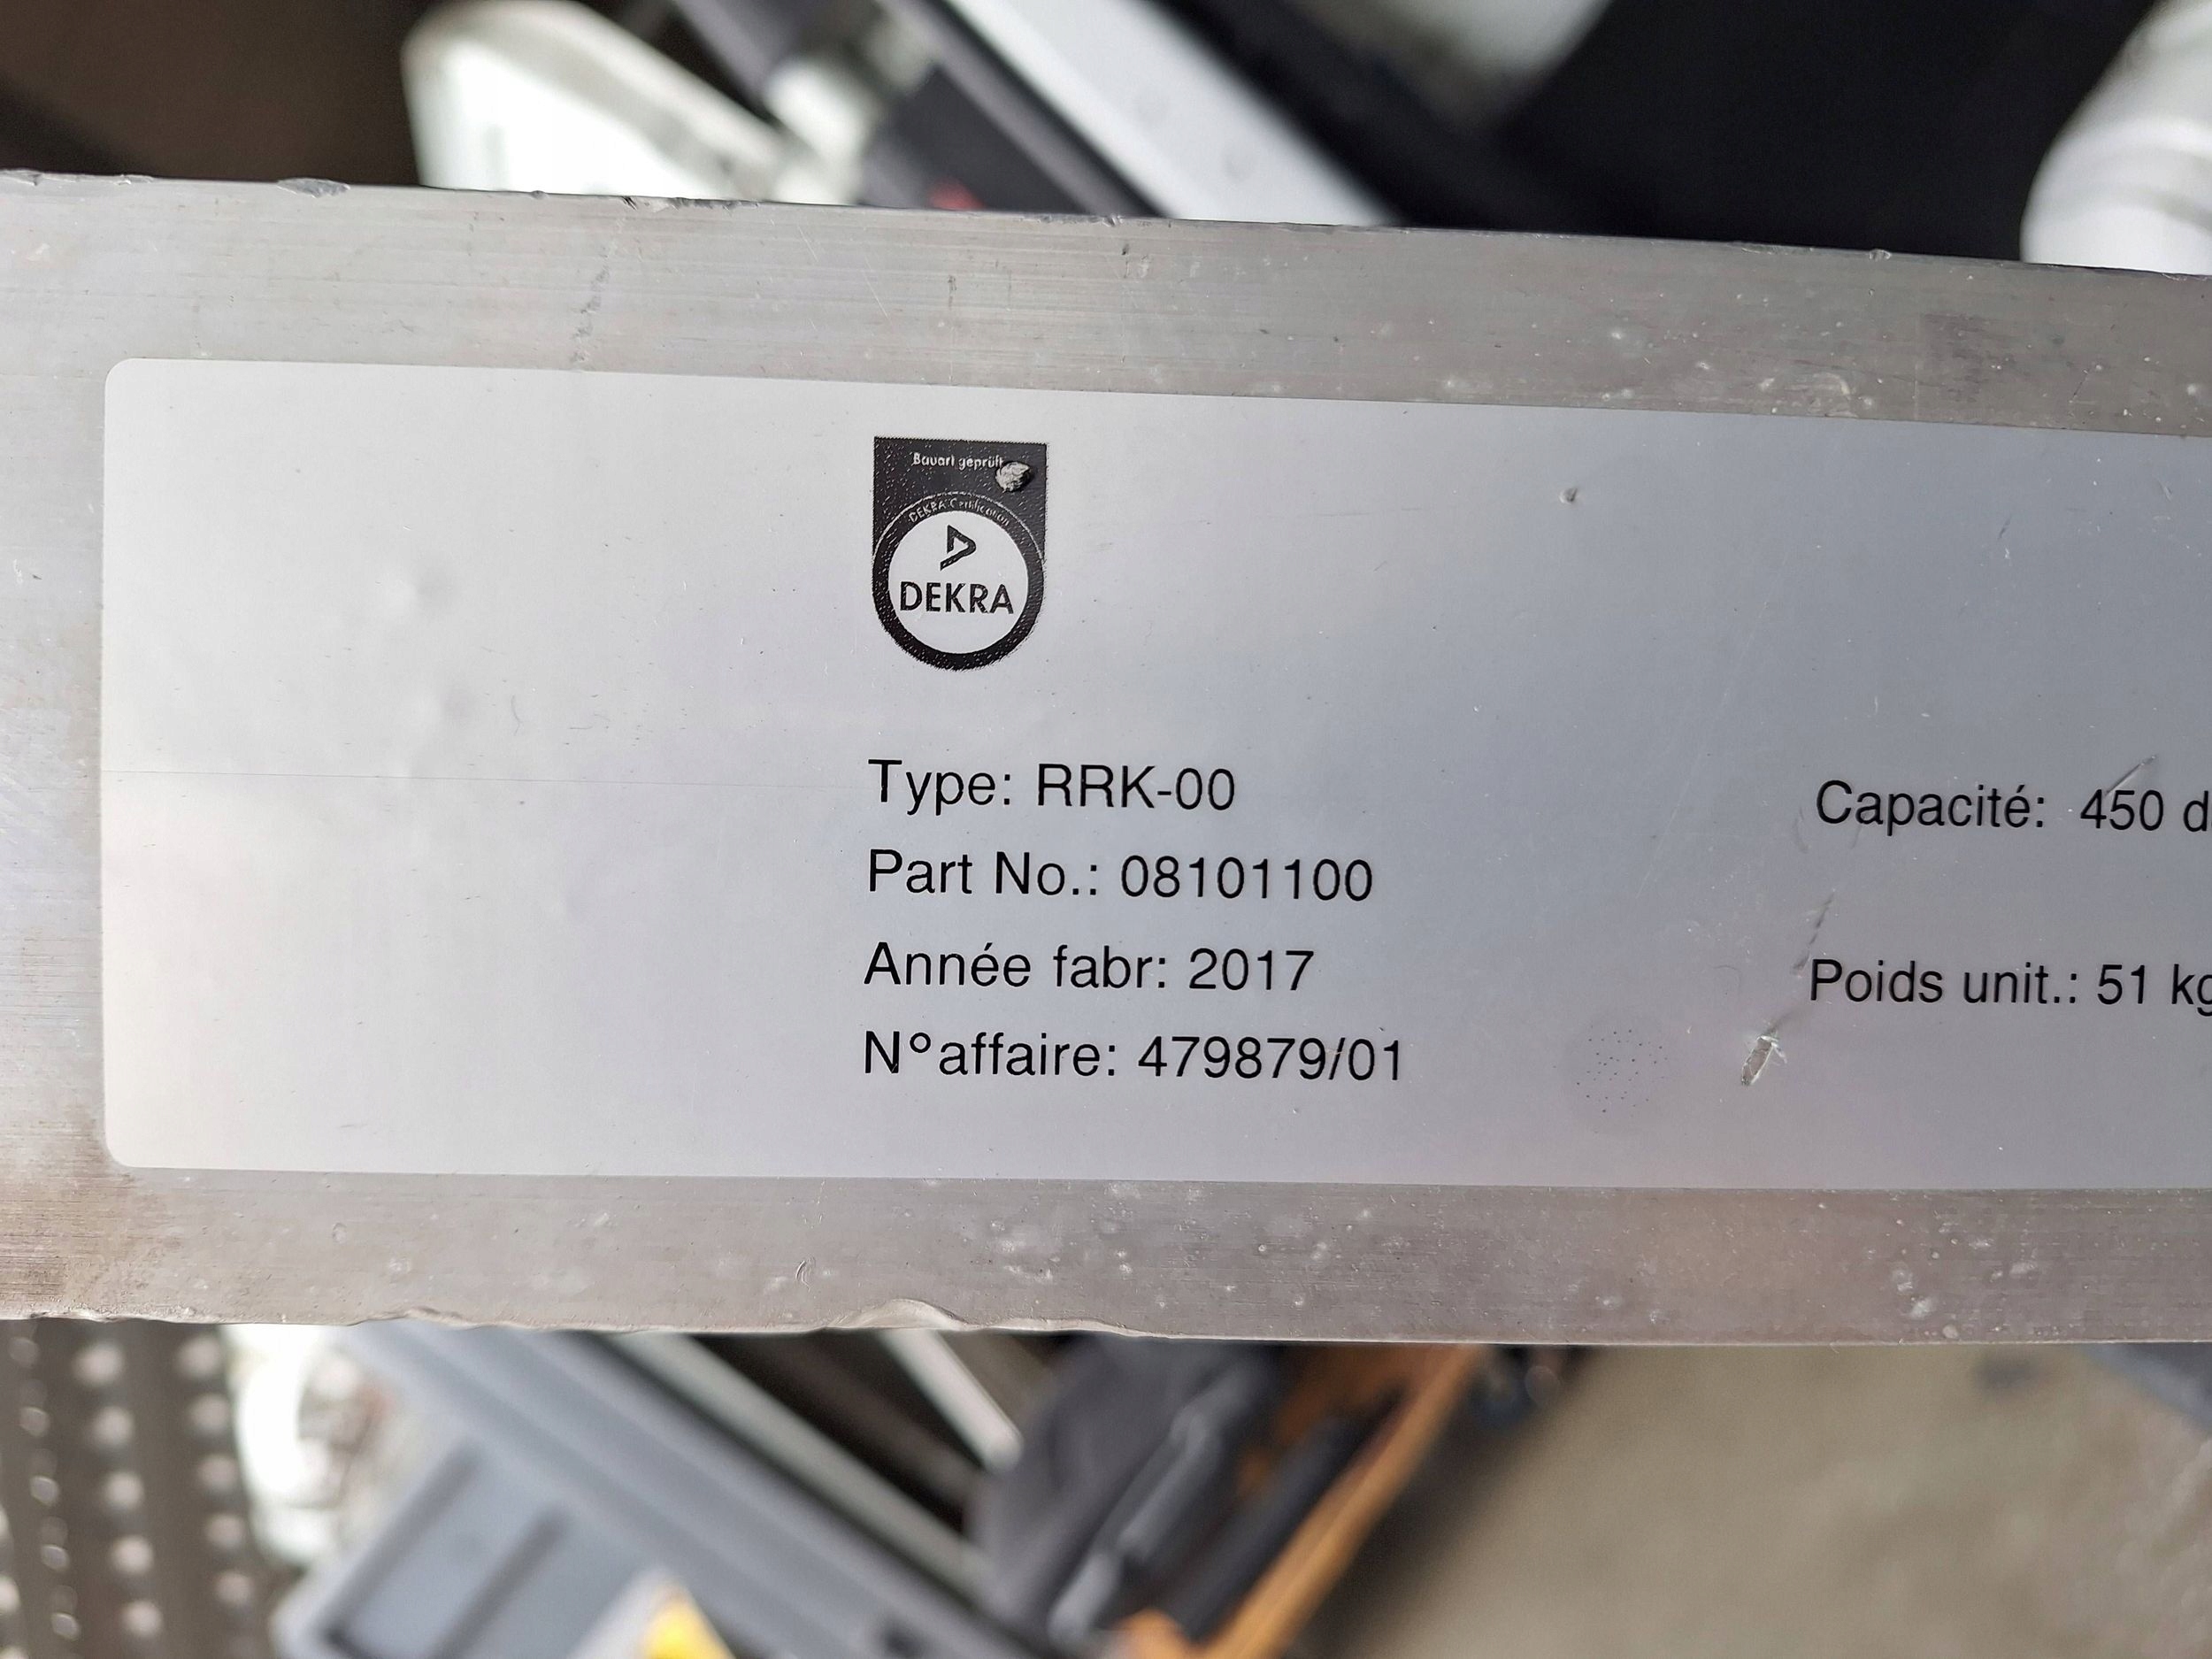 Bauart geprüft
DEKRA Certification
DEKRA
Type: RRK-00
Part No.: 08101100
Année fabr: 2017
N°affaire: 479879/01
Capacité: 450 d
Poids unit.: 51 kg